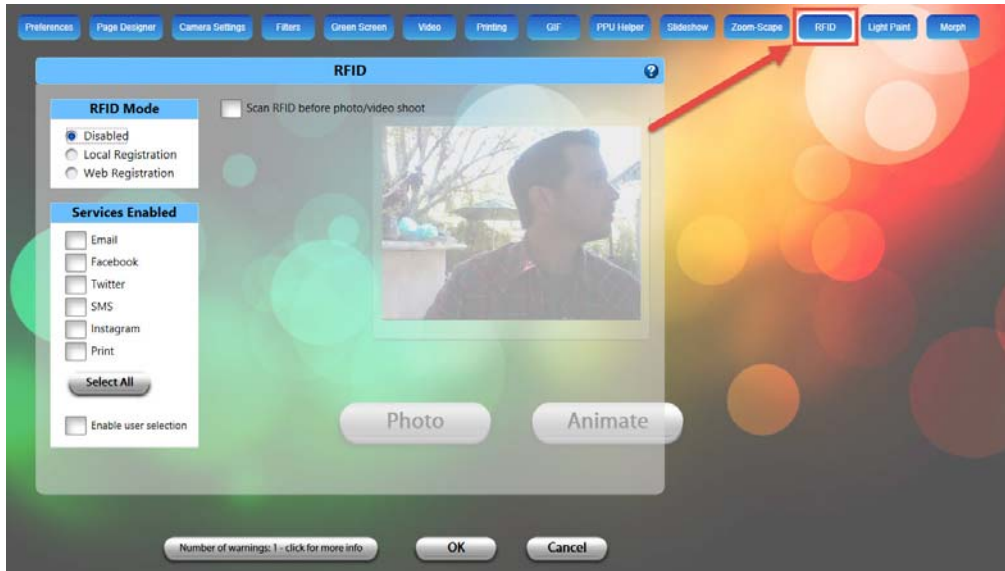 Preferences
Page Designer
Camera Settings
Filters
Green Screen
Video
Printing
GIF
PPU Helper
Slideshow
Zoom-Scape
RFID
Light Paint
Morph
RFID
?
RFID Mode
Disabled
Local Registration
Web Registration
Scan RFID before photo/video shoot
Services Enabled
Email
Facebook
Twitter
SMS
Instagram
Print
Select All
Enable user selection
Photo
Animate
Number of warnings: 1 - click for more info
OK
Cancel